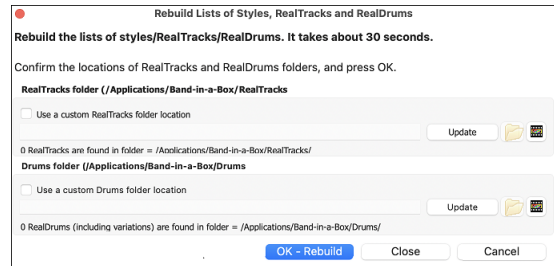 Rebuild Lists of Styles, RealTracks and RealDrums
Rebuild the lists of styles/RealTracks/RealDrums. It takes about 30 seconds.
Confirm the locations of RealTracks and RealDrums folders, and press OK.
RealTracks folder (/Applications/Band-in-a-Box/RealTracks
Use a custom RealTracks folder location
Update
0 RealTracks are found in folder = /Applications/Band-in-a-Box/RealTracks/
Drums folder (/Applications/Band-in-a-Box/Drums
Use a custom Drums folder location
Update
0 RealDrums (including variations) are found in folder = /Applications/Band-in-a-Box/Drums/
OK - Rebuild Close Cancel